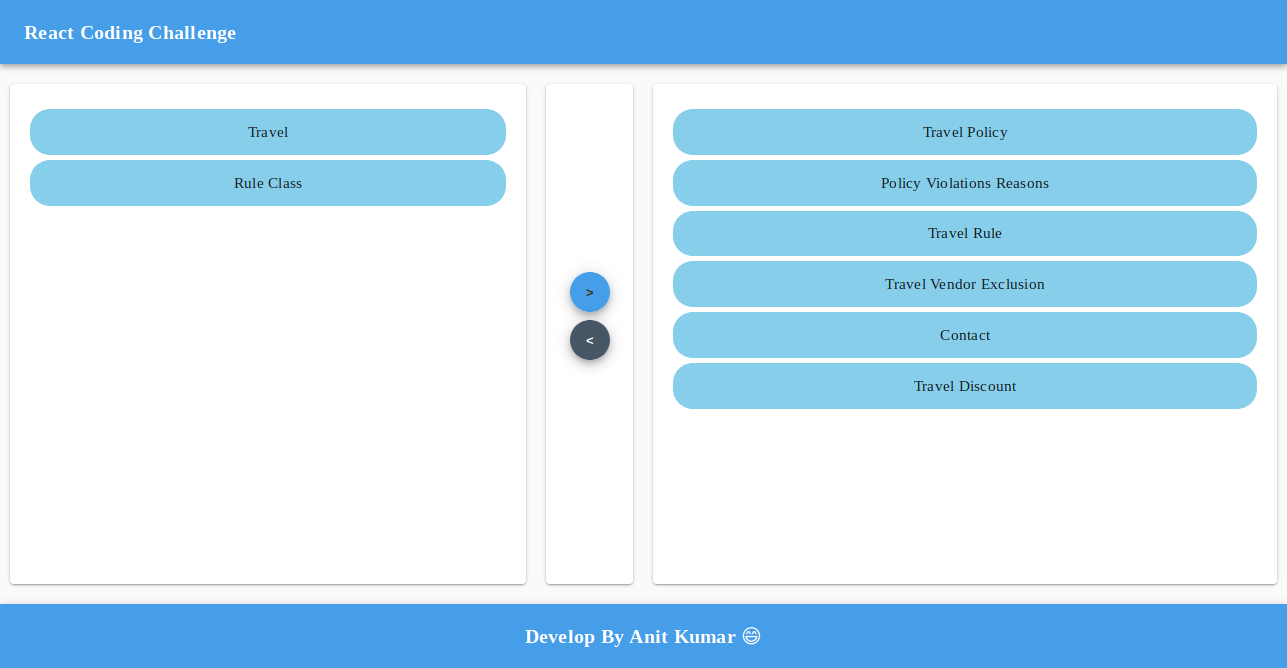 React Coding Challenge
Travel
Rule Class
>
<
Travel Policy
Policy Violations Reasons
Travel Rule
Travel Vendor Exclusion
Contact
Travel Discount
Develop By Anit Kumar 😄